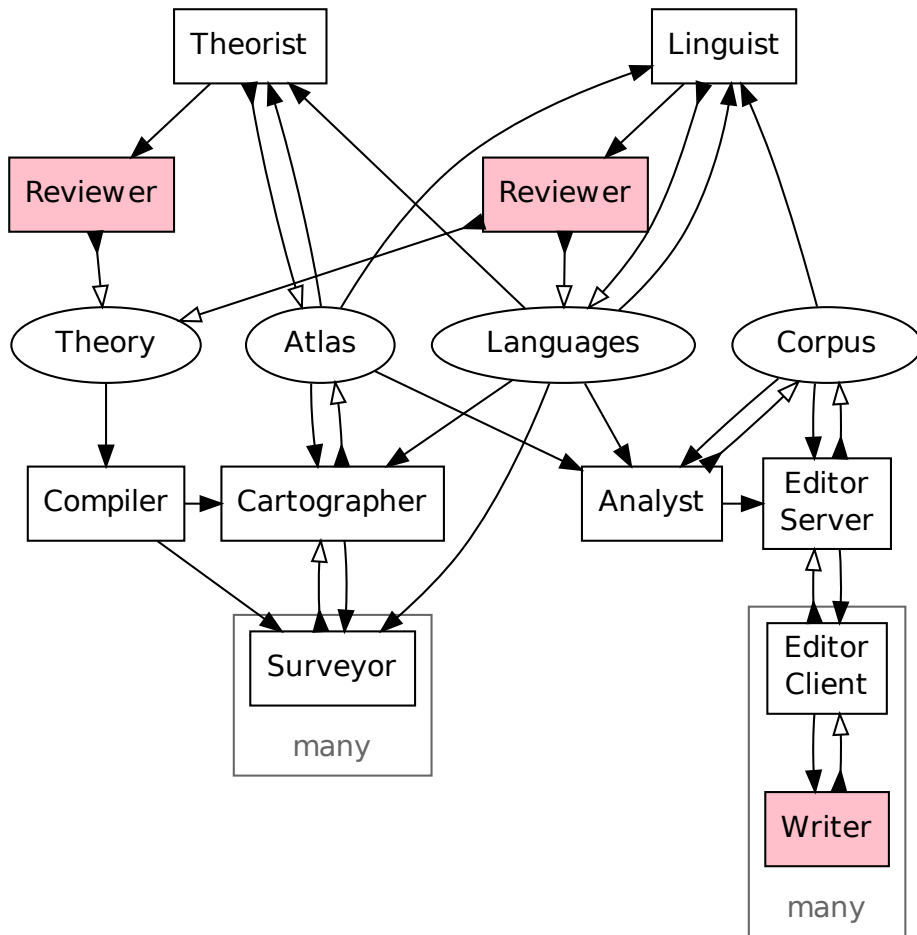 Theorist
Linguist
Reviewer
Reviewer
Theory
Atlas
Languages
Corpus
Compiler
Cartographer
Analyst
Editor
Server
Surveyor
many
Editor
Client
Writer
many